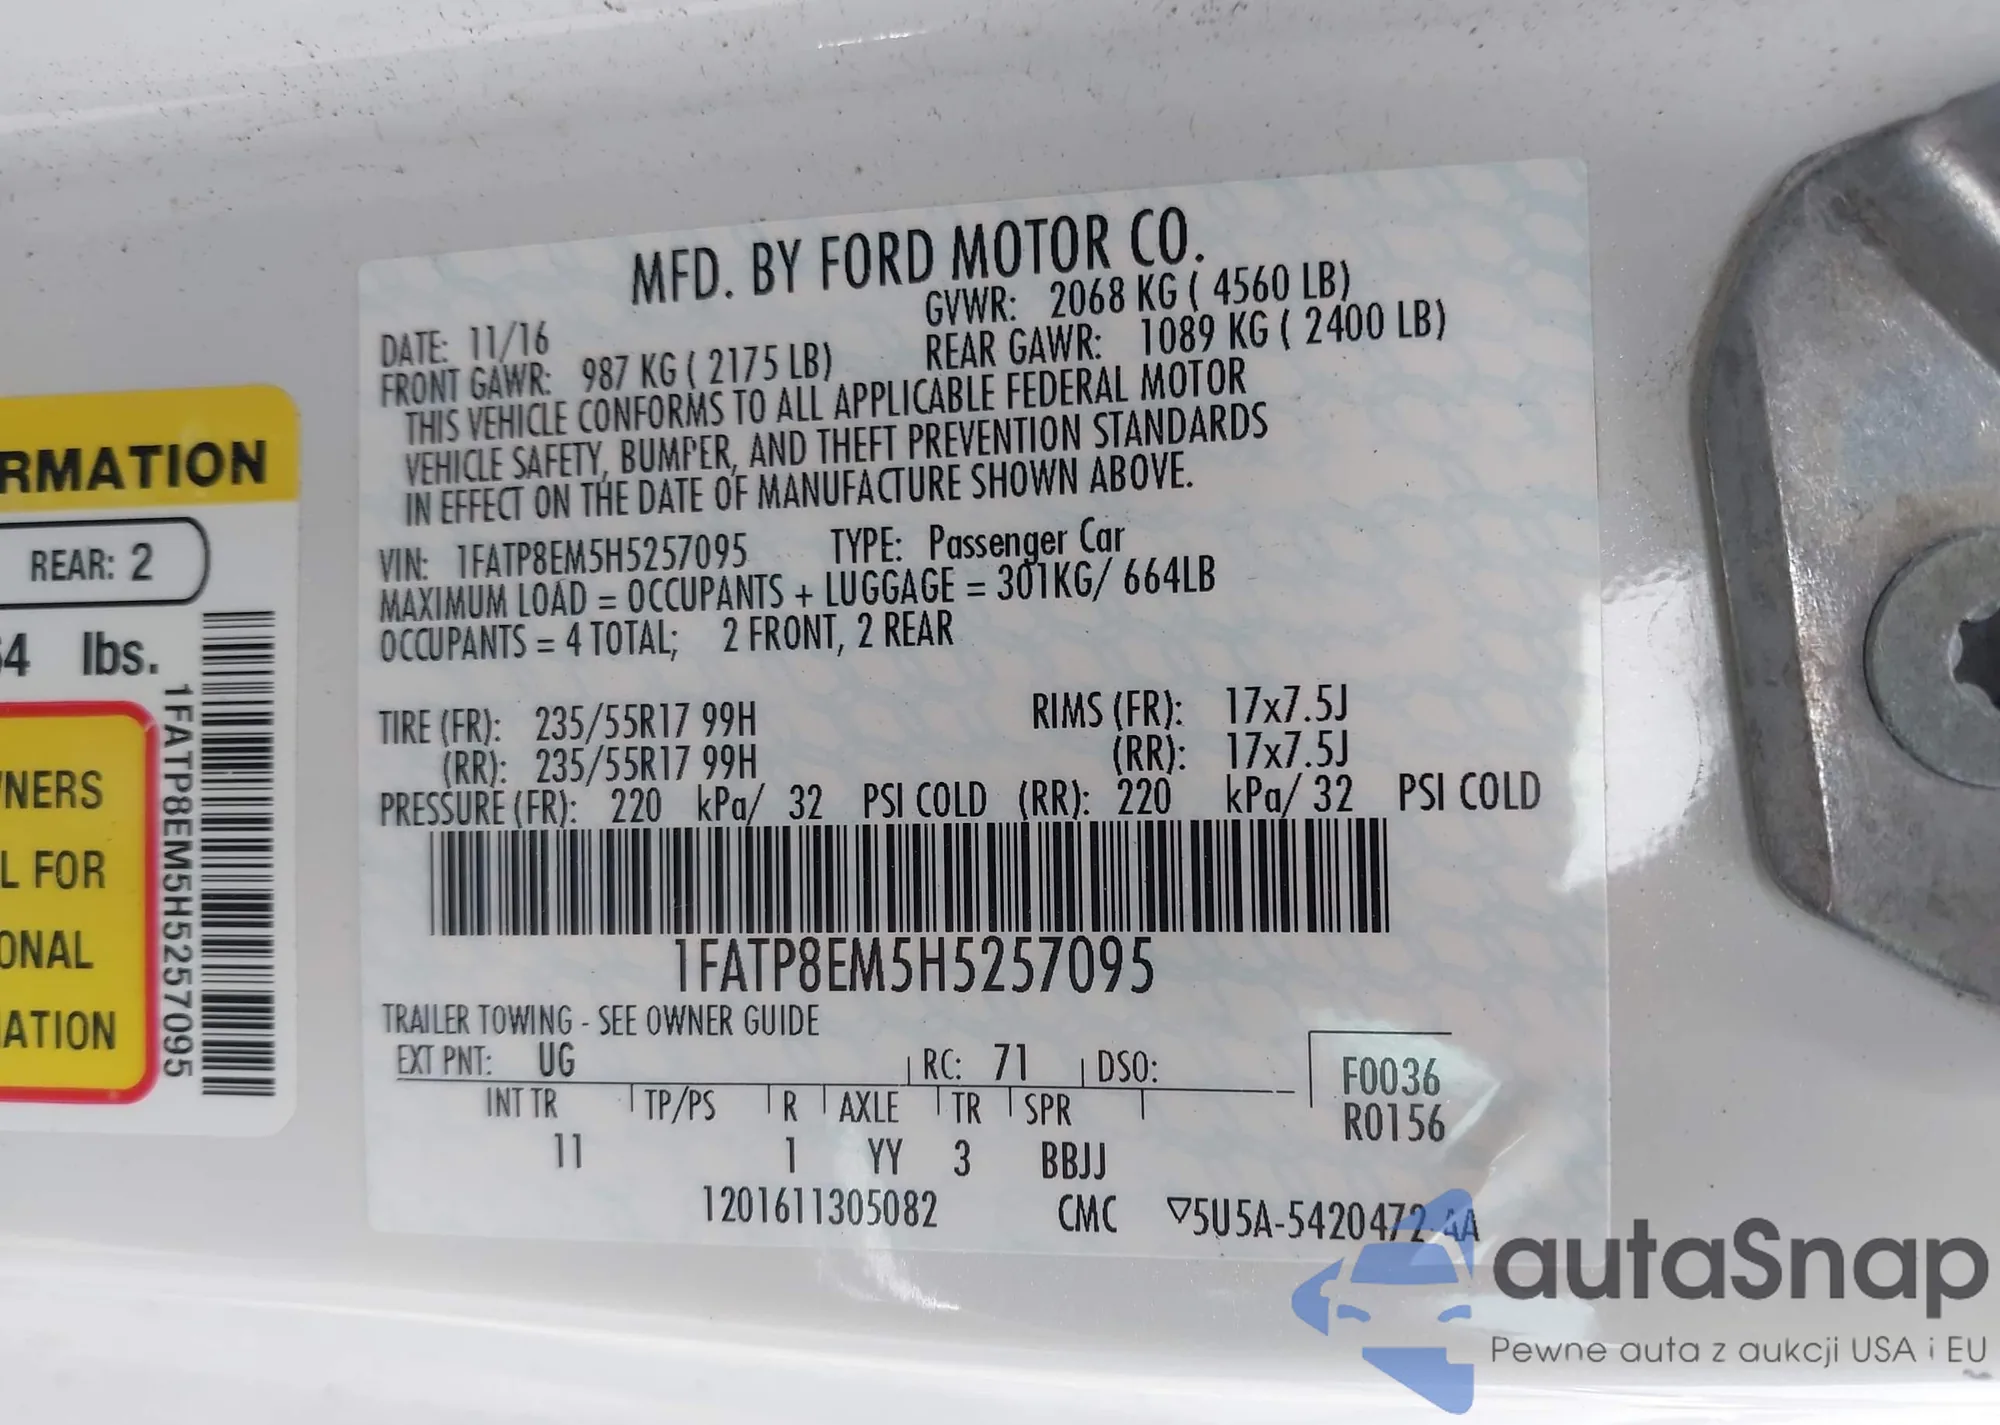 RMATION
REAR: 2
64 lbs.
NERS
L FOR
ONAL
ATION
1FATP8EM5H5257095
MFD. BY FORD MOTOR CO.
DATE: 11/16 GVWR: 2068 KG ( 4560 LB)
FRONT GAWR: 987 KG ( 2175 LB) REAR GAWR: 1089 KG ( 2400 LB)
THIS VEHICLE CONFORMS TO ALL APPLICABLE FEDERAL MOTOR
VEHICLE SAFETY, BUMPER, AND THEFT PREVENTION STANDARDS
IN EFFECT ON THE DATE OF MANUFACTURE SHOWN ABOVE.
VIN: 1FATP8EM5H5257095 TYPE: Passenger Car
MAXIMUM LOAD = OCCUPANTS + LUGGAGE = 301KG/ 664LB
OCCUPANTS = 4 TOTAL; 2 FRONT, 2 REAR
TIRE (FR): 235/55R17 99H RIMS (FR): 17x7.5J
(RR): 235/55R17 99H (RR): 17x7.5J
PRESSURE (FR): 220 kPa/ 32 PSI COLD (RR): 220 kPa/ 32 PSI COLD
1FATP8EM5H5257095
TRAILER TOWING - SEE OWNER GUIDE
EXT PNT: UG RC: 71 DSO:
INT TR TP/PS R AXLE TR SPR
11 1 YY 3 BBJJ
F0036
R0156
1201611305082 CMC ▽5U5A-5420472-AA
autaSnap
Pewne auta z aukcji USA i EU